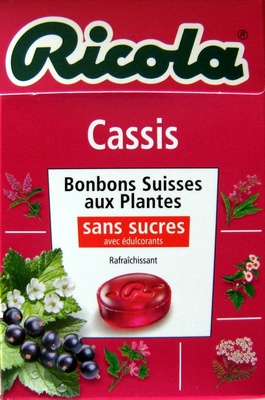 Ricola®
Cassis
Bonbons Suisses
aux Plantes
sans sucres
avec édulcorants
Rafraîchissant